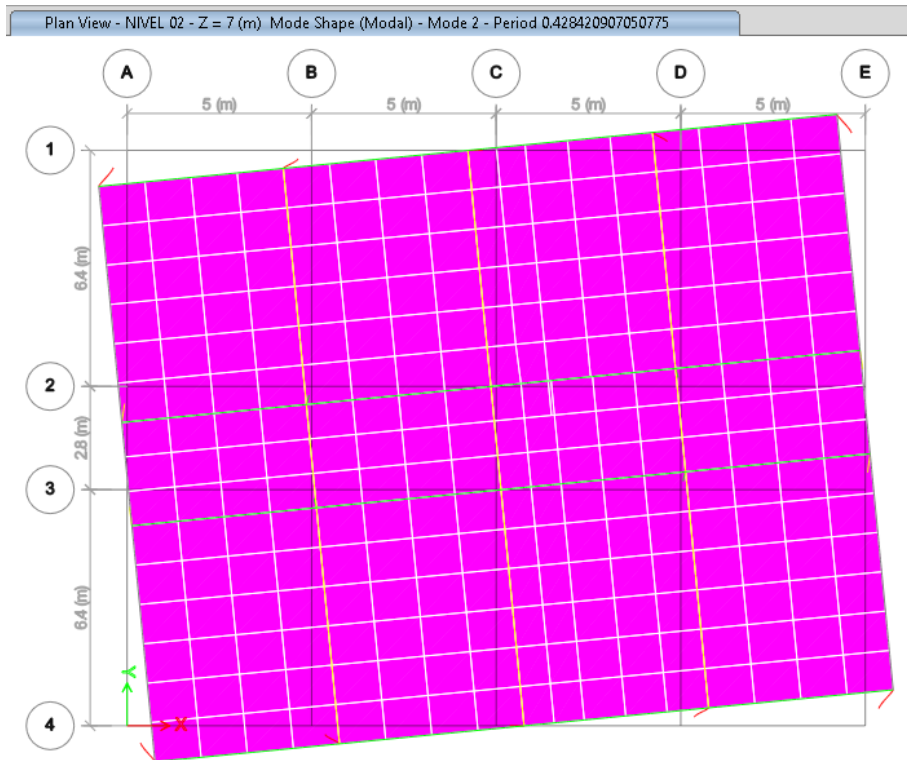 Plan View - NIVEL 02 - Z = 7 (m)  Mode Shape (Modal) - Mode 2 - Period 0.428420907050775
A B C D E
5 (m) 5 (m) 5 (m) 5 (m)
1
6.4 (m)
2
2.8 (m)
3
6.4 (m)
Y
X
4